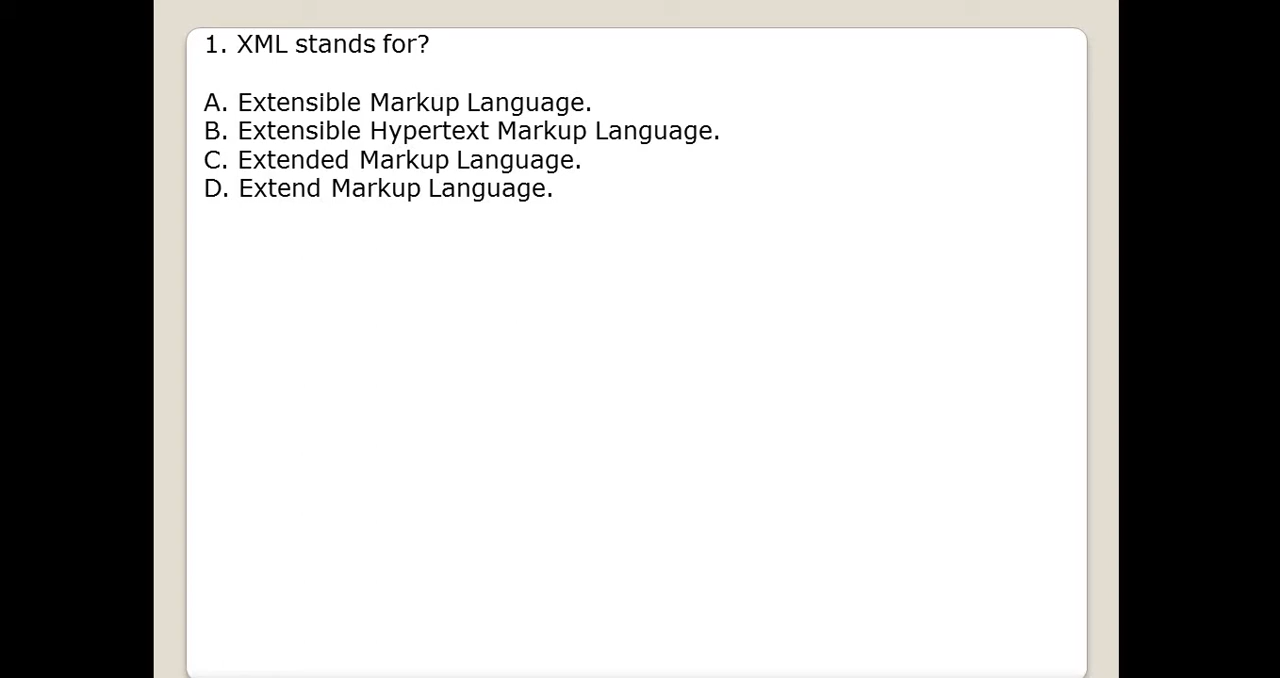 1. XML stands for?
A. Extensible Markup Language.
B. Extensible Hypertext Markup Language.
C. Extended Markup Language.
D. Extend Markup Language.